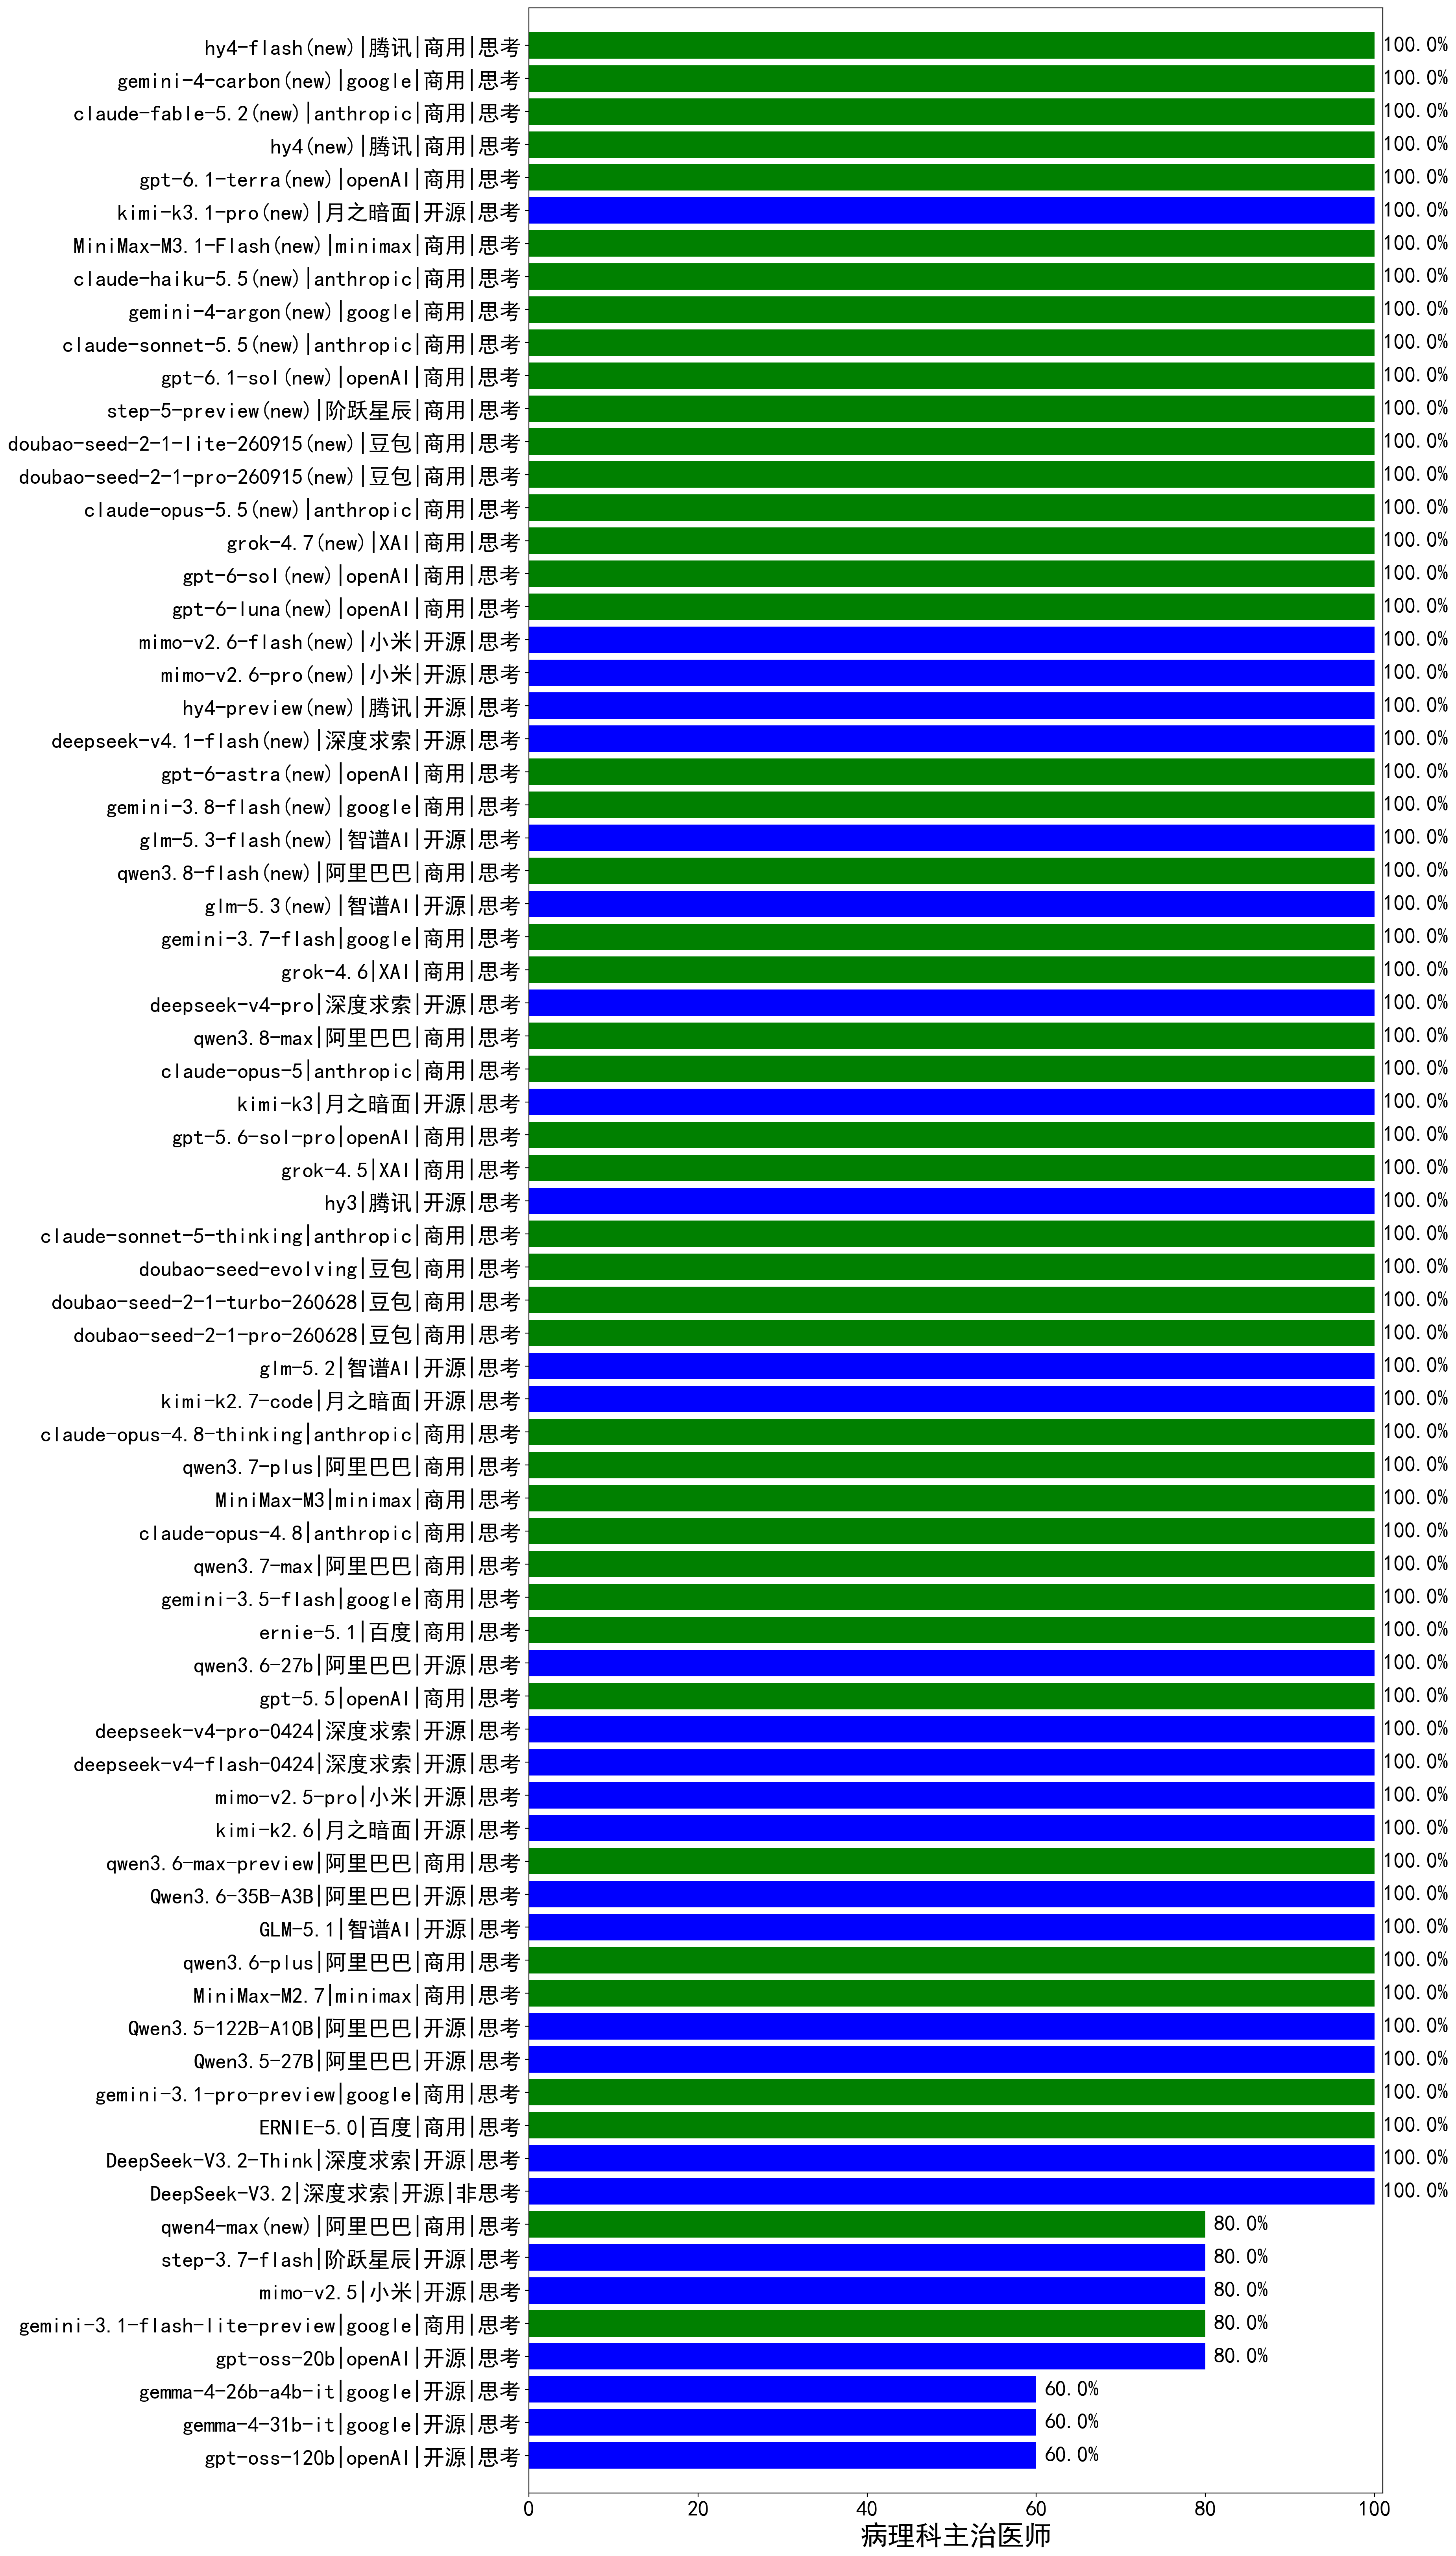 hy4-flash(new)|腾讯|商用|思考 100.0%
gemini-4-carbon(new)|google|商用|思考 100.0%
claude-fable-5.2(new)|anthropic|商用|思考 100.0%
hy4(new)|腾讯|商用|思考 100.0%
gpt-6.1-terra(new)|openAI|商用|思考 100.0%
kimi-k3.1-pro(new)|月之暗面|开源|思考 100.0%
MiniMax-M3.1-Flash(new)|minimax|商用|思考 100.0%
claude-haiku-5.5(new)|anthropic|商用|思考 100.0%
gemini-4-argon(new)|google|商用|思考 100.0%
claude-sonnet-5.5(new)|anthropic|商用|思考 100.0%
gpt-6.1-sol(new)|openAI|商用|思考 100.0%
step-5-preview(new)|阶跃星辰|商用|思考 100.0%
doubao-seed-2-1-lite-260915(new)|豆包|商用|思考 100.0%
doubao-seed-2-1-pro-260915(new)|豆包|商用|思考 100.0%
claude-opus-5.5(new)|anthropic|商用|思考 100.0%
grok-4.7(new)|XAI|商用|思考 100.0%
gpt-6-sol(new)|openAI|商用|思考 100.0%
gpt-6-luna(new)|openAI|商用|思考 100.0%
mimo-v2.6-flash(new)|小米|开源|思考 100.0%
mimo-v2.6-pro(new)|小米|开源|思考 100.0%
hy4-preview(new)|腾讯|开源|思考 100.0%
deepseek-v4.1-flash(new)|深度求索|开源|思考 100.0%
gpt-6-astra(new)|openAI|商用|思考 100.0%
gemini-3.8-flash(new)|google|商用|思考 100.0%
glm-5.3-flash(new)|智谱AI|开源|思考 100.0%
qwen3.8-flash(new)|阿里巴巴|商用|思考 100.0%
glm-5.3(new)|智谱AI|开源|思考 100.0%
gemini-3.7-flash|google|商用|思考 100.0%
grok-4.6|XAI|商用|思考 100.0%
deepseek-v4-pro|深度求索|开源|思考 100.0%
qwen3.8-max|阿里巴巴|商用|思考 100.0%
claude-opus-5|anthropic|商用|思考 100.0%
kimi-k3|月之暗面|开源|思考 100.0%
gpt-5.6-sol-pro|openAI|商用|思考 100.0%
grok-4.5|XAI|商用|思考 100.0%
hy3|腾讯|开源|思考 100.0%
claude-sonnet-5-thinking|anthropic|商用|思考 100.0%
doubao-seed-evolving|豆包|商用|思考 100.0%
doubao-seed-2-1-turbo-260628|豆包|商用|思考 100.0%
doubao-seed-2-1-pro-260628|豆包|商用|思考 100.0%
glm-5.2|智谱AI|开源|思考 100.0%
kimi-k2.7-code|月之暗面|开源|思考 100.0%
claude-opus-4.8-thinking|anthropic|商用|思考 100.0%
qwen3.7-plus|阿里巴巴|商用|思考 100.0%
MiniMax-M3|minimax|商用|思考 100.0%
claude-opus-4.8|anthropic|商用|思考 100.0%
qwen3.7-max|阿里巴巴|商用|思考 100.0%
gemini-3.5-flash|google|商用|思考 100.0%
ernie-5.1|百度|商用|思考 100.0%
qwen3.6-27b|阿里巴巴|开源|思考 100.0%
gpt-5.5|openAI|商用|思考 100.0%
deepseek-v4-pro-0424|深度求索|开源|思考 100.0%
deepseek-v4-flash-0424|深度求索|开源|思考 100.0%
mimo-v2.5-pro|小米|开源|思考 100.0%
kimi-k2.6|月之暗面|开源|思考 100.0%
qwen3.6-max-preview|阿里巴巴|商用|思考 100.0%
Qwen3.6-35B-A3B|阿里巴巴|开源|思考 100.0%
GLM-5.1|智谱AI|开源|思考 100.0%
qwen3.6-plus|阿里巴巴|商用|思考 100.0%
MiniMax-M2.7|minimax|商用|思考 100.0%
Qwen3.5-122B-A10B|阿里巴巴|开源|思考 100.0%
Qwen3.5-27B|阿里巴巴|开源|思考 100.0%
gemini-3.1-pro-preview|google|商用|思考 100.0%
ERNIE-5.0|百度|商用|思考 100.0%
DeepSeek-V3.2-Think|深度求索|开源|思考 100.0%
DeepSeek-V3.2|深度求索|开源|非思考 100.0%
qwen4-max(new)|阿里巴巴|商用|思考 80.0%
step-3.7-flash|阶跃星辰|开源|思考 80.0%
mimo-v2.5|小米|开源|思考 80.0%
gemini-3.1-flash-lite-preview|google|商用|思考 80.0%
gpt-oss-20b|openAI|开源|思考 80.0%
gemma-4-26b-a4b-it|google|开源|思考 60.0%
gemma-4-31b-it|google|开源|思考 60.0%
gpt-oss-120b|openAI|开源|思考 60.0%
0 20 40 60 80 100
病理科主治医师